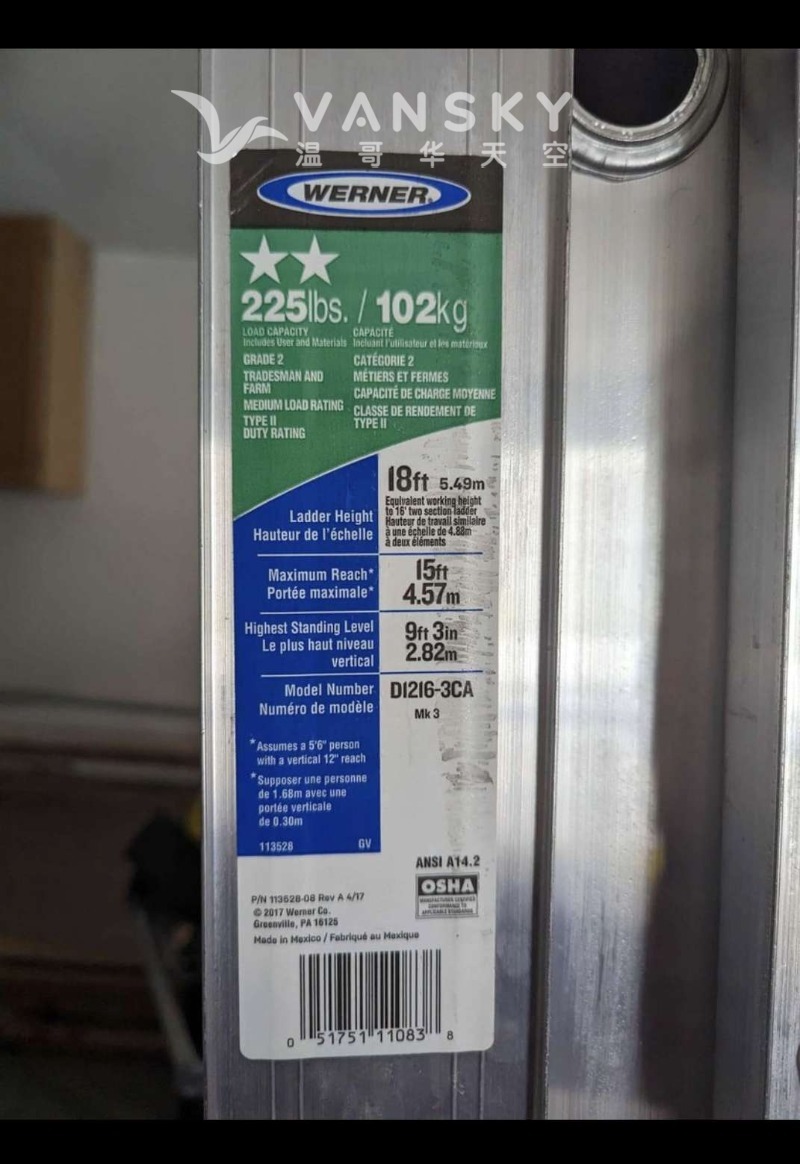 VANSKY
温哥华天空
WERNER
225lbs. / 102kg
LOAD CAPACITY
Includes User and Materials
CAPACITÉ
Incluant l'utilisateur et les matériaux
GRADE 2
TRADESMAN AND
FARM
MEDIUM LOAD RATING
TYPE II
DUTY RATING
CATÉGORIE 2
MÉTIERS ET FERMES
CAPACITÉ DE CHARGE MOYENNE
CLASSE DE RENDEMENT DE
TYPE II
Ladder Height
Hauteur de l'échelle
18ft 5.49m
Equivalent working height
to 16' two section ladder
Hauteur de travail similaire
à une échelle de 4.88m
à deux éléments
Maximum Reach*
Portée maximale*
15ft
4.57m
Highest Standing Level
Le plus haut niveau
vertical
9ft 3in
2.82m
Model Number
Numéro de modèle
D1216-3CA
Mk 3
*Assumes a 5'6" person
with a vertical 12" reach
*Supposer une personne
de 1.68m avec une
portée verticale
de 0.30m
113528 GV
ANSI A14.2
OSHA
MANUFACTURER CERTIFIES
CONFORMANCE TO
APPLICABLE STANDARDS
P/N 113528-08 Rev A 4/17
© 2017 Werner Co.
Greenville, PA 16125
Made in Mexico / Fabriqué au Mexique
0 51751 11083 8